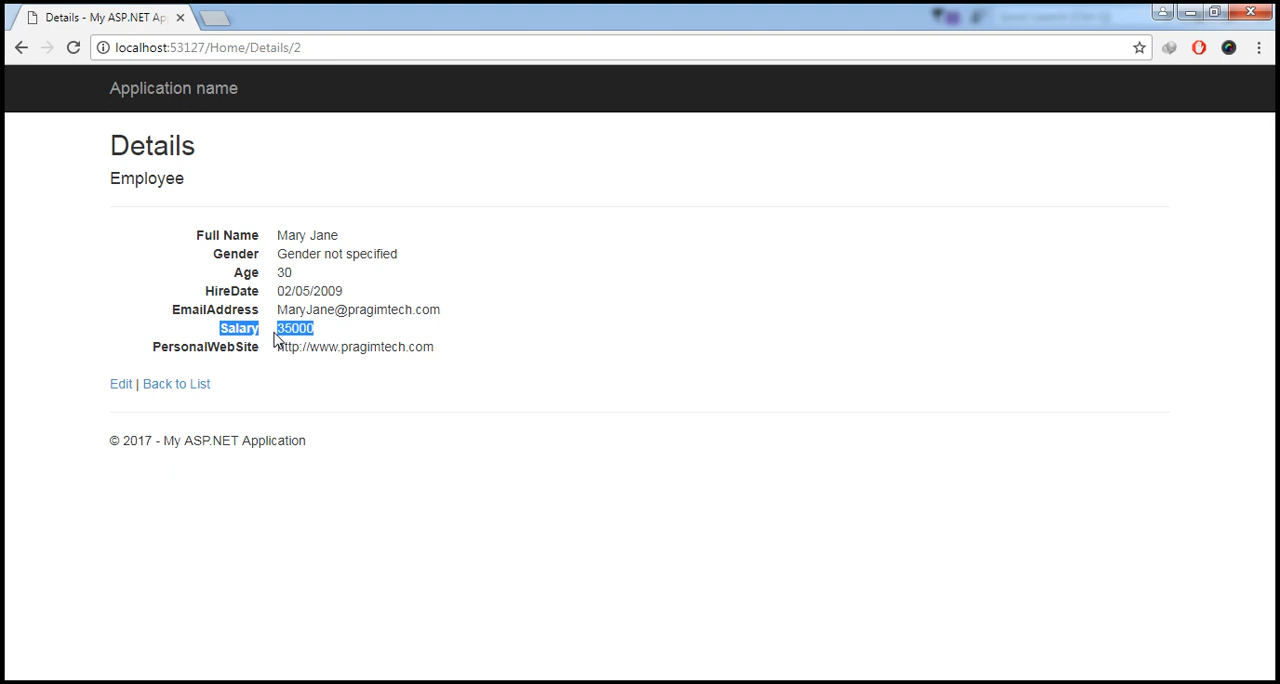 Details - My ASP.NET Ap
localhost:53127/Home/Details/2
Application name
Details
Employee
Full Name Mary Jane
Gender Gender not specified
Age 30
HireDate 02/05/2009
EmailAddress MaryJane@pragimtech.com
Salary 35000
PersonalWebSite http://www.pragimtech.com
Edit | Back to List
© 2017 - My ASP.NET Application